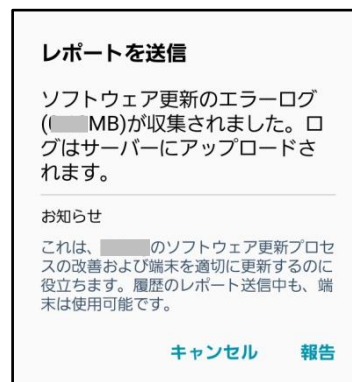 レポートを送信
ソフトウェア更新のエラーログ
(MB)が収集されました。ロ
グはサーバーにアップロードさ
れます。
お知らせ
これは、のソフトウェア更新プロセ
スの改善および端末を適切に更新するのに
役立ちます。履歴のレポート送信中も、端
末は使用可能です。
キャンセル 報告